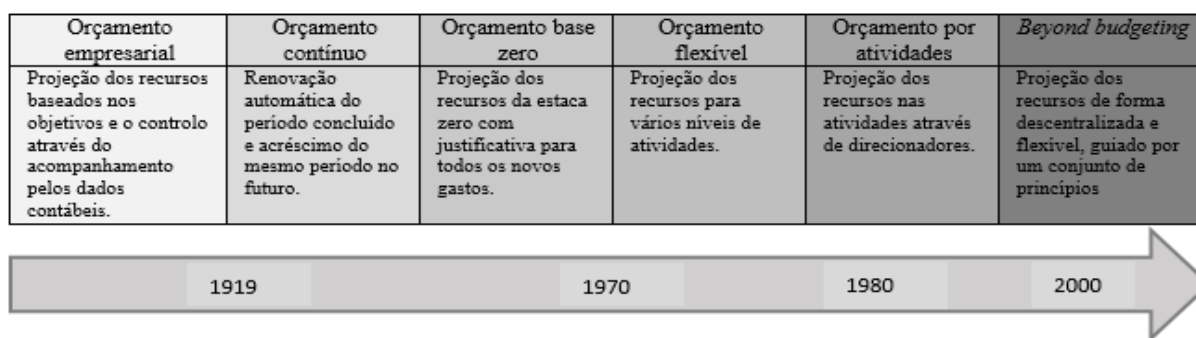 Orçamento
empresarial
Projeção dos recursos
baseados nos
objetivos e o controlo
através do
acompanhamento
pelos dados
contábeis.
Orçamento
contínuo
Renovação
automática do
período concluído
e acréscimo do
mesmo período no
futuro.
Orçamento base
zero
Projeção dos
recursos da estaca
zero com
justificativa para
todos os novos
gastos.
Orçamento
flexível
Projeção dos
recursos para
vários níveis de
atividades.
Orçamento por
atividades
Projeção dos
recursos nas
atividades através
de direcionadores.
Beyond budgeting
Projeção dos
recursos de forma
descentralizada e
flexível, guiado por
um conjunto de
princípios
1919
1970
1980
2000